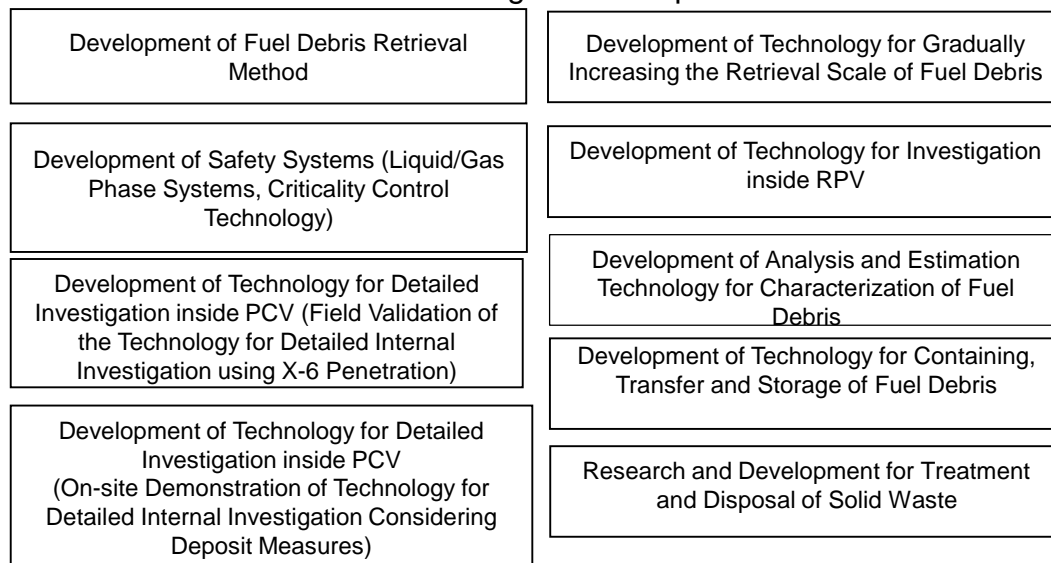 Development of Fuel Debris Retrieval
Method
Development of Safety Systems (Liquid/Gas
Phase Systems, Criticality Control
Technology)
Development of Technology for Detailed
Investigation inside PCV (Field Validation of
the Technology for Detailed Internal
Investigation using X-6 Penetration)
Development of Technology for Detailed
Investigation inside PCV
(On-site Demonstration of Technology for
Detailed Internal Investigation Considering
Deposit Measures)
Development of Technology for Gradually
Increasing the Retrieval Scale of Fuel Debris
Development of Technology for Investigation
inside RPV
Development of Analysis and Estimation
Technology for Characterization of Fuel
Debris
Development of Technology for Containing,
Transfer and Storage of Fuel Debris
Research and Development for Treatment
and Disposal of Solid Waste